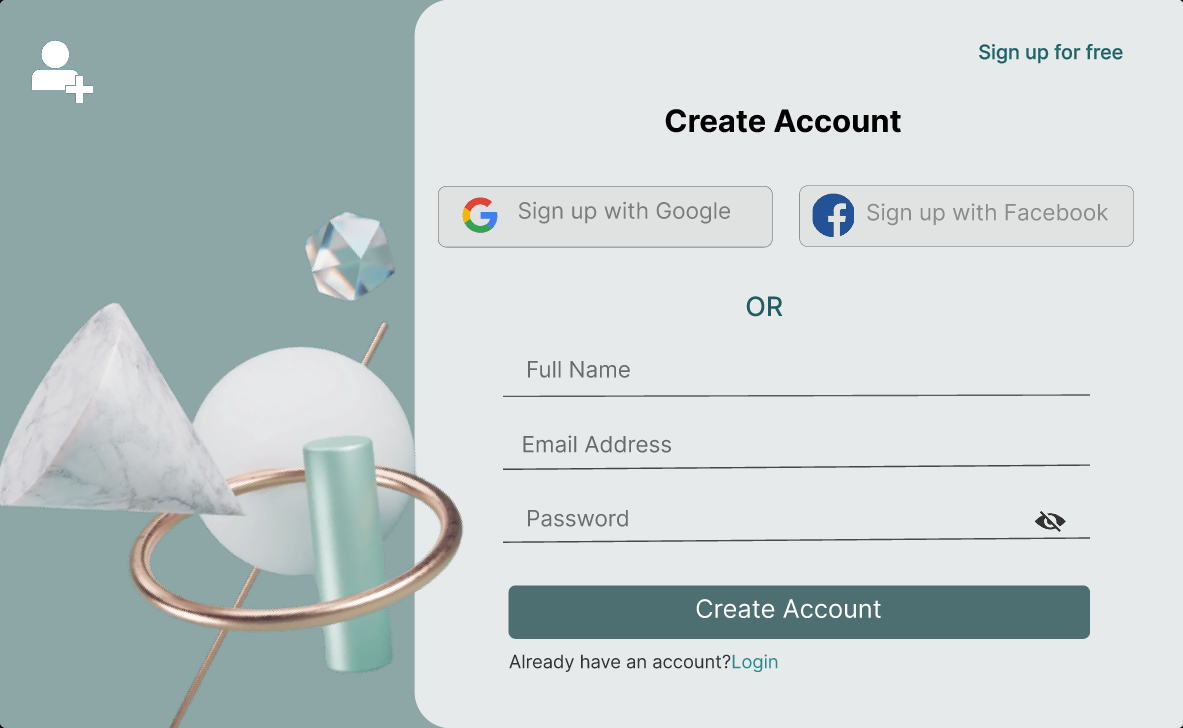 Sign up for free
Create Account
Sign up with Google
Sign up with Facebook
OR
Full Name
Email Address
Password
Create Account
Already have an account?Login